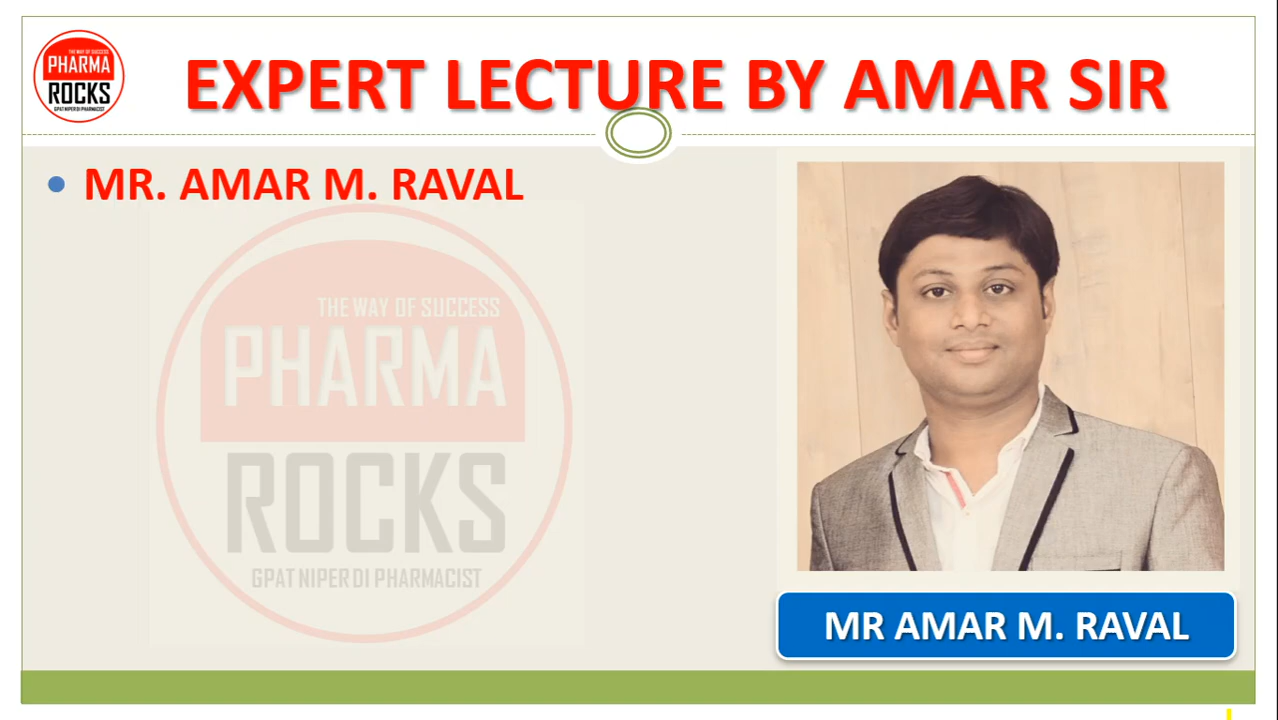 THE WAY OF SUCCESS
PHARMA
ROCKS
GPAT NIPER DI PHARMACIST
EXPERT LECTURE BY AMAR SIR
• MR. AMAR M. RAVAL
THE WAY OF SUCCESS
PHARMA
ROCKS
GPAT NIPER DI PHARMACIST
MR AMAR M. RAVAL